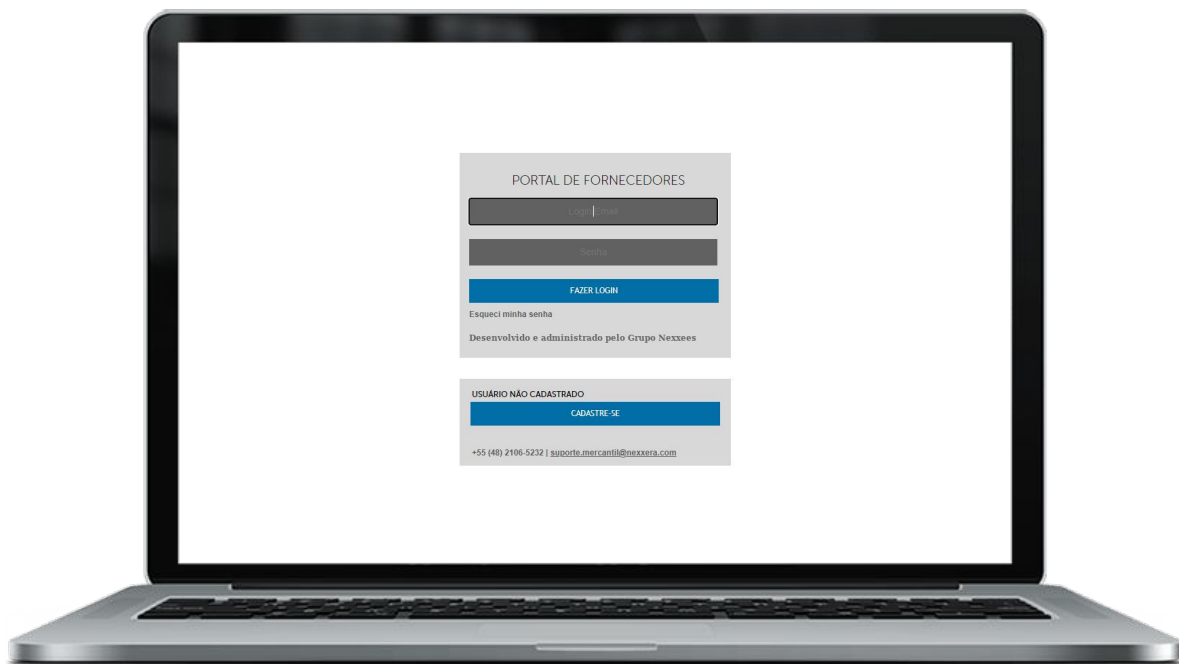 PORTAL DE FORNECEDORES
Login Email
Senha
FAZER LOGIN
Esqueci minha senha
Desenvolvido e administrado pelo Grupo Nexxees
USUÁRIO NÃO CADASTRADO
CADASTRE-SE
+55 (48) 2106-5232 | suporte.mercantil@nexxera.com